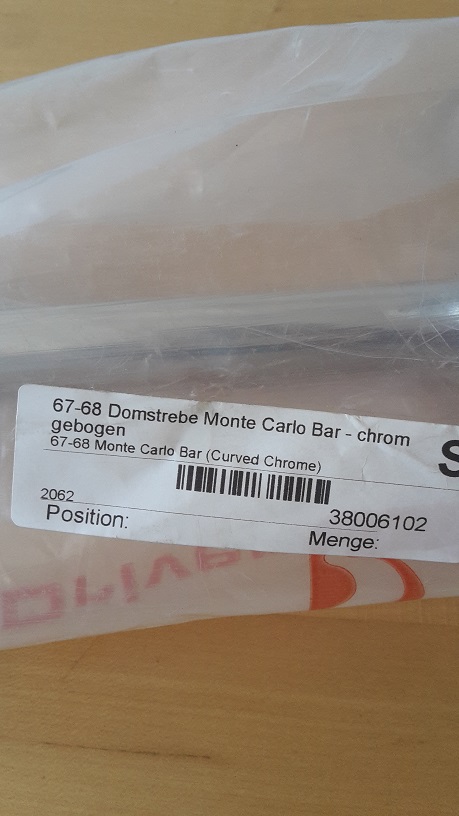 67-68 Domstrebe Monte Carlo Bar - chrom
gebogen
67-68 Monte Carlo Bar (Curved Chrome)
S
2062
38006102
Position:
Menge: